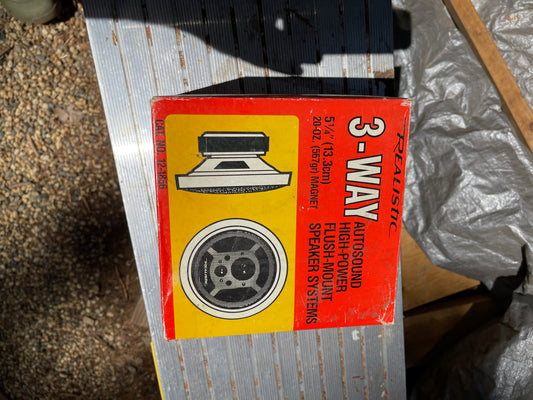 REALISTIC
3-WAY
AUTOSOUND
HIGH-POWER
FLUSH-MOUNT
SPEAKER SYSTEMS
5¼" (13.3cm)
20-OZ. (567gr) MAGNET
CAT. NO. 12-1856